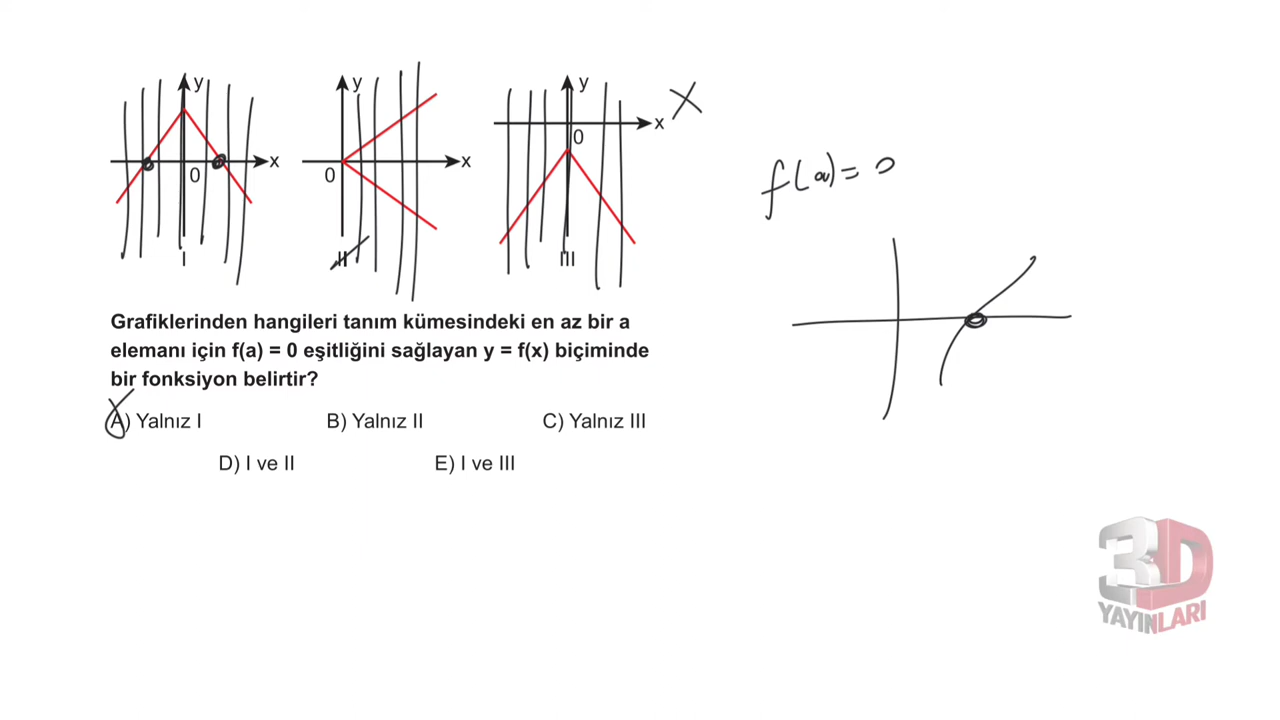 y
x
0
I
y
x
0
II
y
x
0
III
X
f(a) = 0
Grafiklerinden hangileri tanım kümesindeki en az bir a
elemanı için f(a) = 0 eşitliğini sağlayan y = f(x) biçiminde
bir fonksiyon belirtir?
A) Yalnız I
B) Yalnız II
C) Yalnız III
D) I ve II
E) I ve III
3D
YAYINLARI